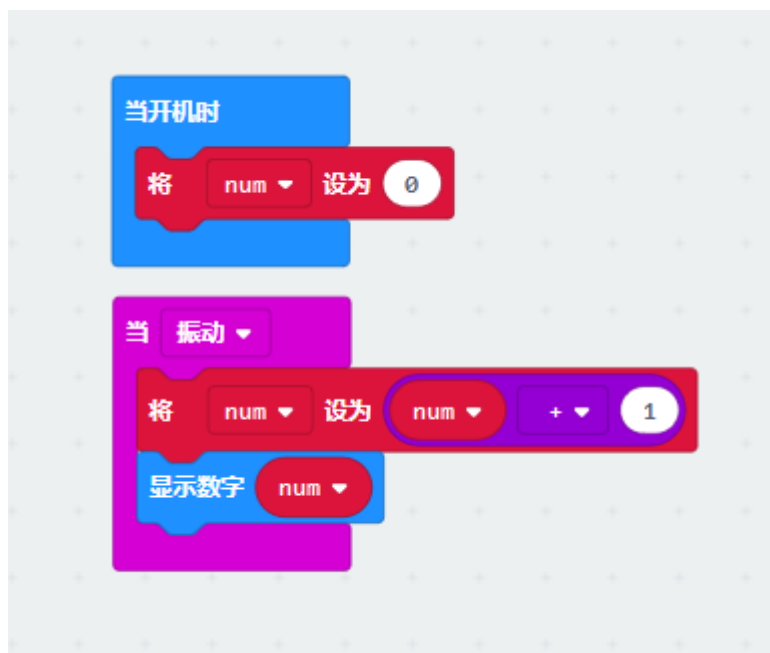 当开机时
将 num 设为 0
当 振动
将 num 设为 num + 1
显示数字 num